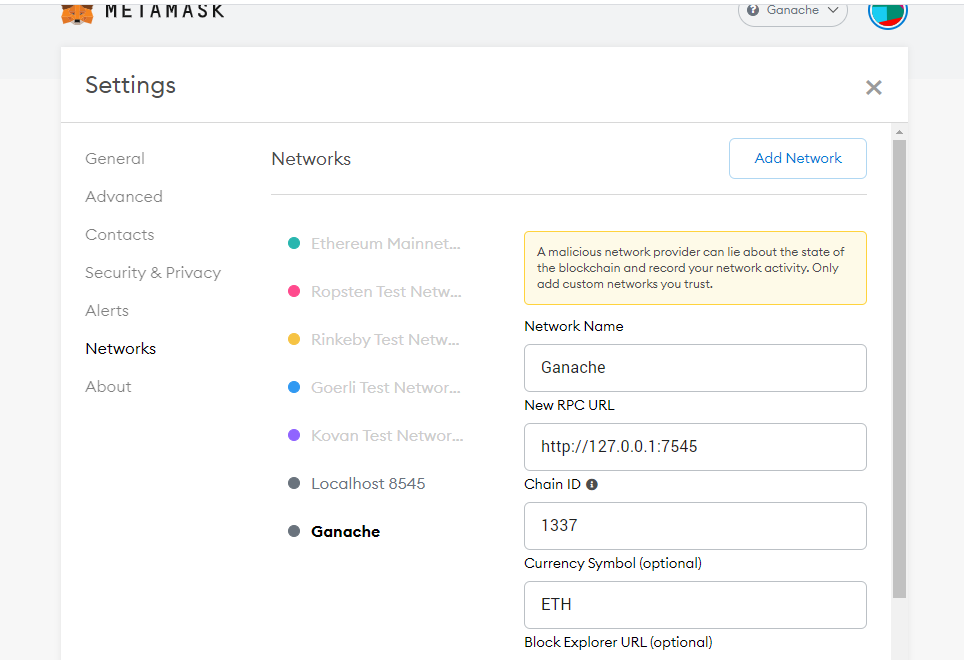 METAMASK
Ganache
Settings
General
Advanced
Contacts
Security & Privacy
Alerts
Networks
About
Networks
Add Network
Ethereum Mainnet...
Ropsten Test Netw...
Rinkeby Test Netw...
Goerli Test Networ...
Kovan Test Networ...
Localhost 8545
Ganache
A malicious network provider can lie about the state of
the blockchain and record your network activity. Only
add custom networks you trust.
Network Name
Ganache
New RPC URL
http://127.0.0.1:7545
Chain ID
1337
Currency Symbol (optional)
ETH
Block Explorer URL (optional)